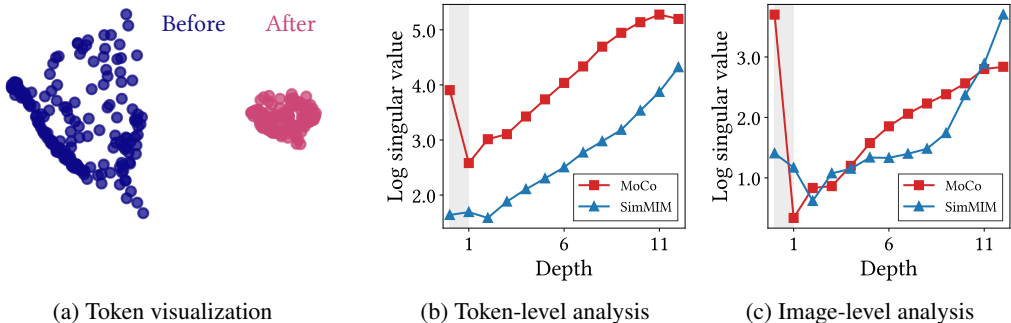 Before After
(a) Token visualization
Log singular value
5.0
4.0
3.0
2.0
1 6 11
Depth
MoCo
SimMIM
(b) Token-level analysis
Log singular value
3.0
2.0
1.0
1 6 11
Depth
MoCo
SimMIM
(c) Image-level analysis